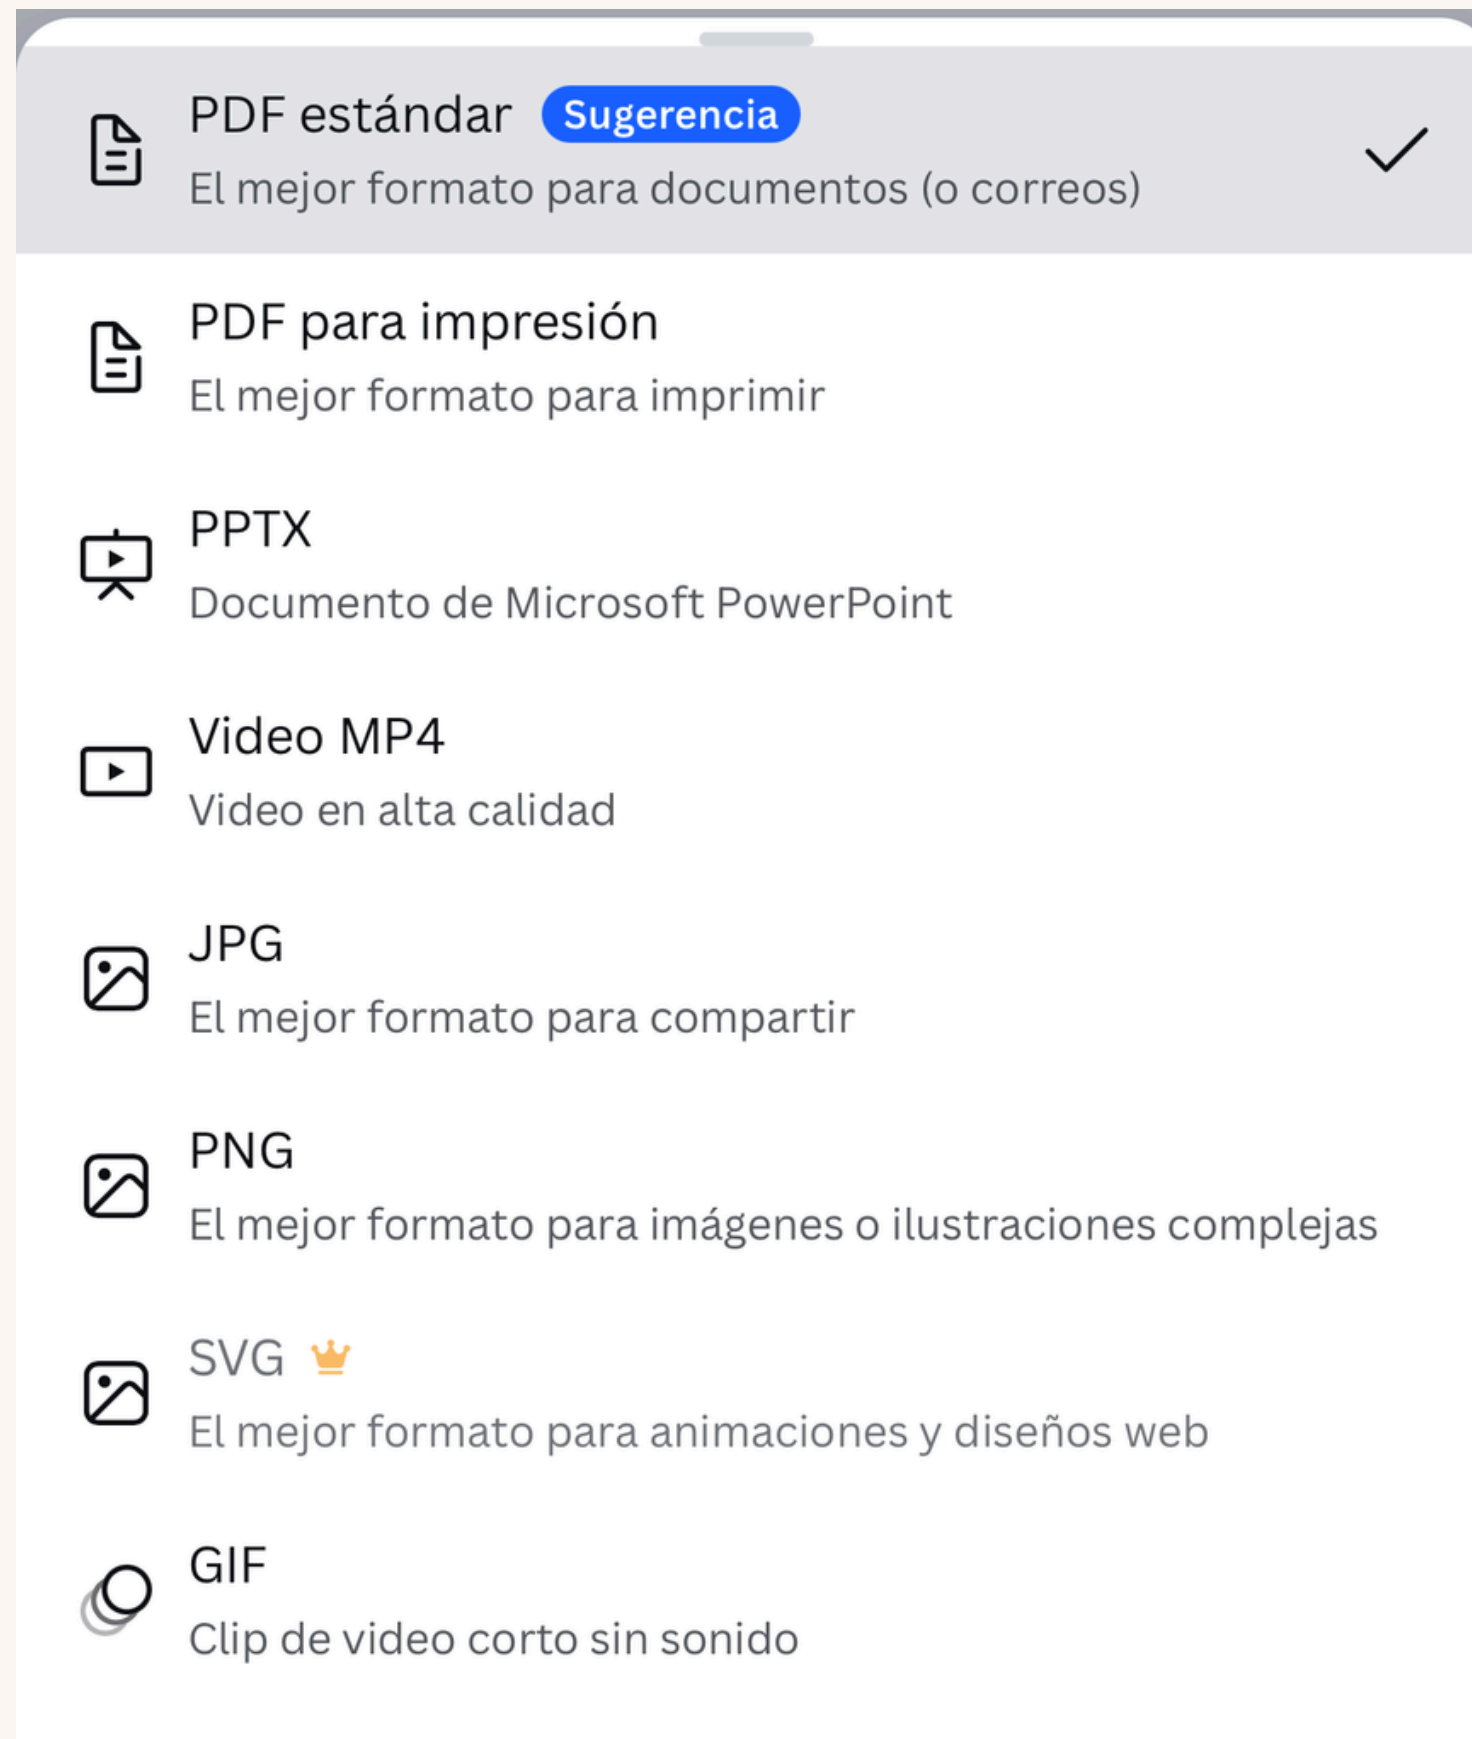 PDF estándar Sugerencia
El mejor formato para documentos (o correos)
PDF para impresión
El mejor formato para imprimir
PPTX
Documento de Microsoft PowerPoint
Video MP4
Video en alta calidad
JPG
El mejor formato para compartir
PNG
El mejor formato para imágenes o ilustraciones complejas
SVG
El mejor formato para animaciones y diseños web
GIF
Clip de video corto sin sonido